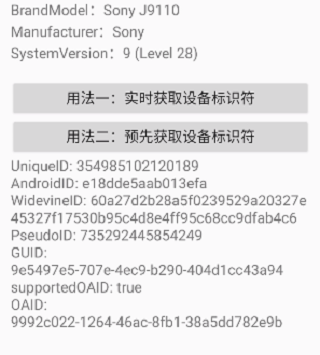 BrandModel：Sony J9110
Manufacturer：Sony
SystemVersion：9 (Level 28)
用法一：实时获取设备标识符
用法二：预先获取设备标识符
UniqueID: 354985102120189
AndroidID: e18dde5aab013efa
WidevineID: 60a27d2b28a5f0239529a20327e
45327f17530b95c4d8e4ff95c68cc9dfab4c6
PseudoID: 735292445854249
GUID:
9e5497e5-707e-4ec9-b290-404d1cc43a94
supportedOAID: true
OAID:
9992c022-1264-46ac-8fb1-38a5dd782e9b